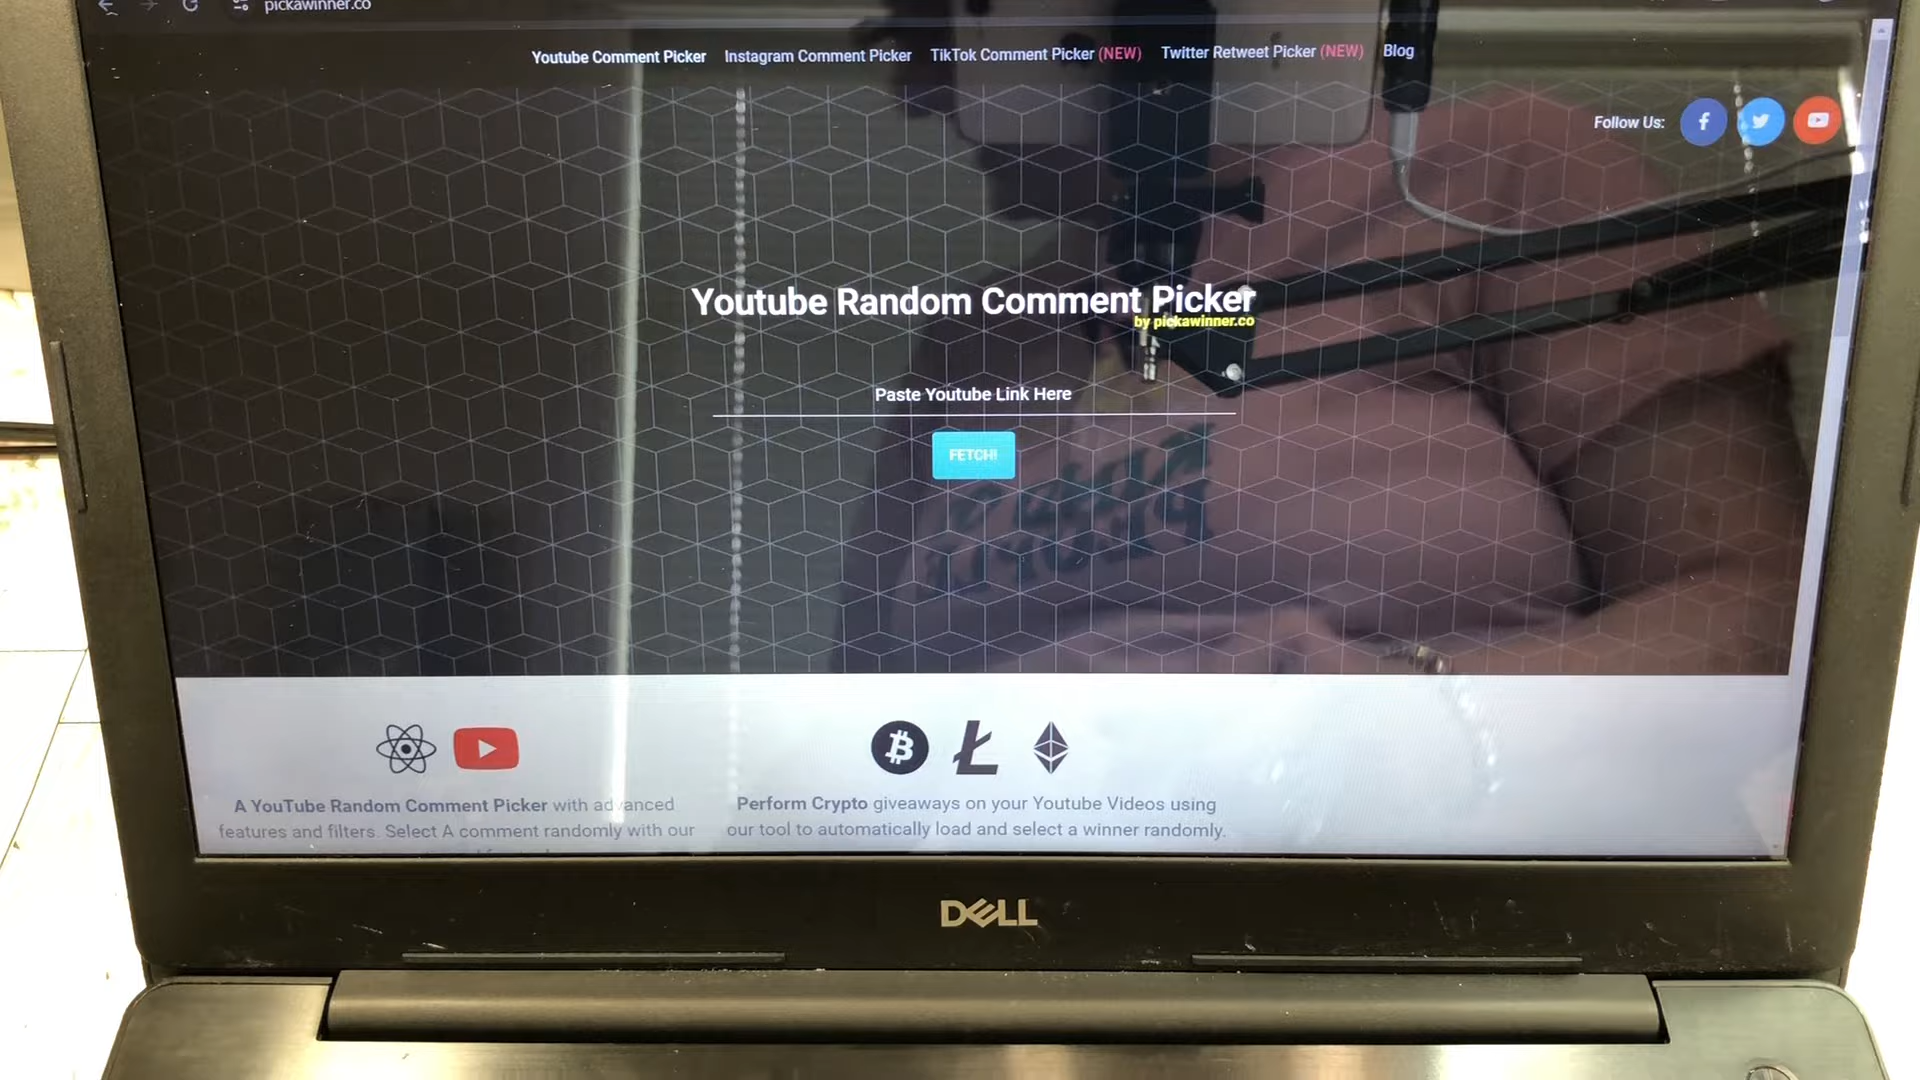 pickawinner.co
Youtube Comment Picker Instagram Comment Picker TikTok Comment Picker (NEW) Twitter Retweet Picker (NEW) Blog
Follow Us:
Youtube Random Comment Picker
by pickawinner.co
Paste Youtube Link Here
FETCH!
A YouTube Random Comment Picker with advanced
features and filters. Select A comment randomly with our
Perform Crypto giveaways on your Youtube Videos using
our tool to automatically load and select a winner randomly.
DELL